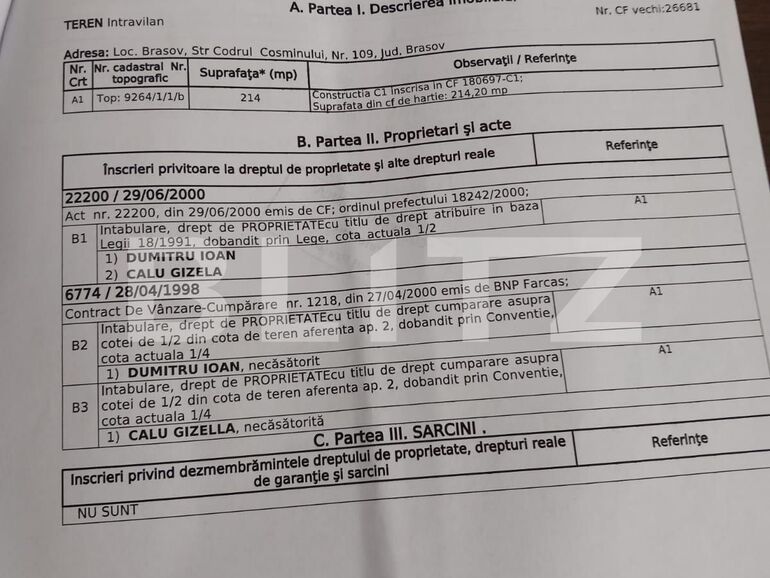 A. Partea I. Descrierea
Nr. CF vechi:26681
TEREN Intravilan
Adresa: Loc. Brasov, Str Codrul Cosminului, Nr. 109, Jud. Brasov
Nr. Crt
Nr. cadastral Nr. topografic
Suprafaţa* (mp)
Observaţii / Referinţe
A1
Top: 9264/1/1/b
214
Constructia C1 inscrisa in CF 180697-C1;
Suprafata din cf de hartie: 214,20 mp
B. Partea II. Proprietari şi acte
Înscrieri privitoare la dreptul de proprietate şi alte drepturi reale
Referinţe
22200 / 29/06/2000
Act nr. 22200, din 29/06/2000 emis de CF; ordinul prefectului 18242/2000;
B1
Intabulare, drept de PROPRIETATEcu titlu de drept atribuire in baza
Legii 18/1991, dobandit prin Lege, cota actuala 1/2
A1
1) DUMITRU IOAN
2) CALU GIZELA
6774 / 28/04/1998
Contract De Vânzare-Cumpărare nr. 1218, din 27/04/2000 emis de BNP Farcas;
B2
Intabulare, drept de PROPRIETATEcu titlu de drept cumparare asupra
cotei de 1/2 din cota de teren aferenta ap. 2, dobandit prin Conventie,
cota actuala 1/4
A1
1) DUMITRU IOAN, necăsătorit
B3
Intabulare, drept de PROPRIETATEcu titlu de drept cumparare asupra
cotei de 1/2 din cota de teren aferenta ap. 2, dobandit prin Conventie,
cota actuala 1/4
A1
1) CALU GIZELLA, necăsătorită
C. Partea III. SARCINI .
Inscrieri privind dezmembrămintele dreptului de proprietate, drepturi reale
de garanţie şi sarcini
Referinţe
NU SUNT
BLITZ